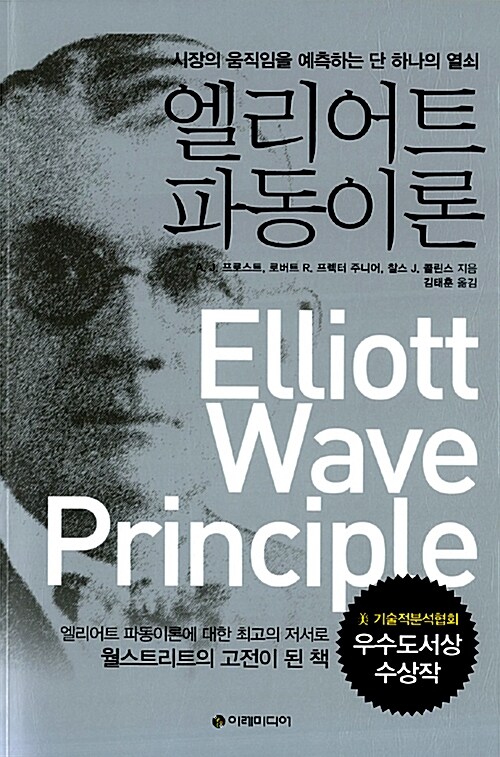 시장의 움직임을 예측하는 단 하나의 열쇠
엘리어트
파동이론
A. J. 프로스트, 로버트 R. 프렉터 주니어, 찰스 J. 콜린스 지음
김태훈 옮김
Elliott
Wave
Principle
엘리어트 파동이론에 대한 최고의 저서로
월스트리트의 고전이 된 책
美 기술적분석협회
우수도서상
수상작
이레미디어